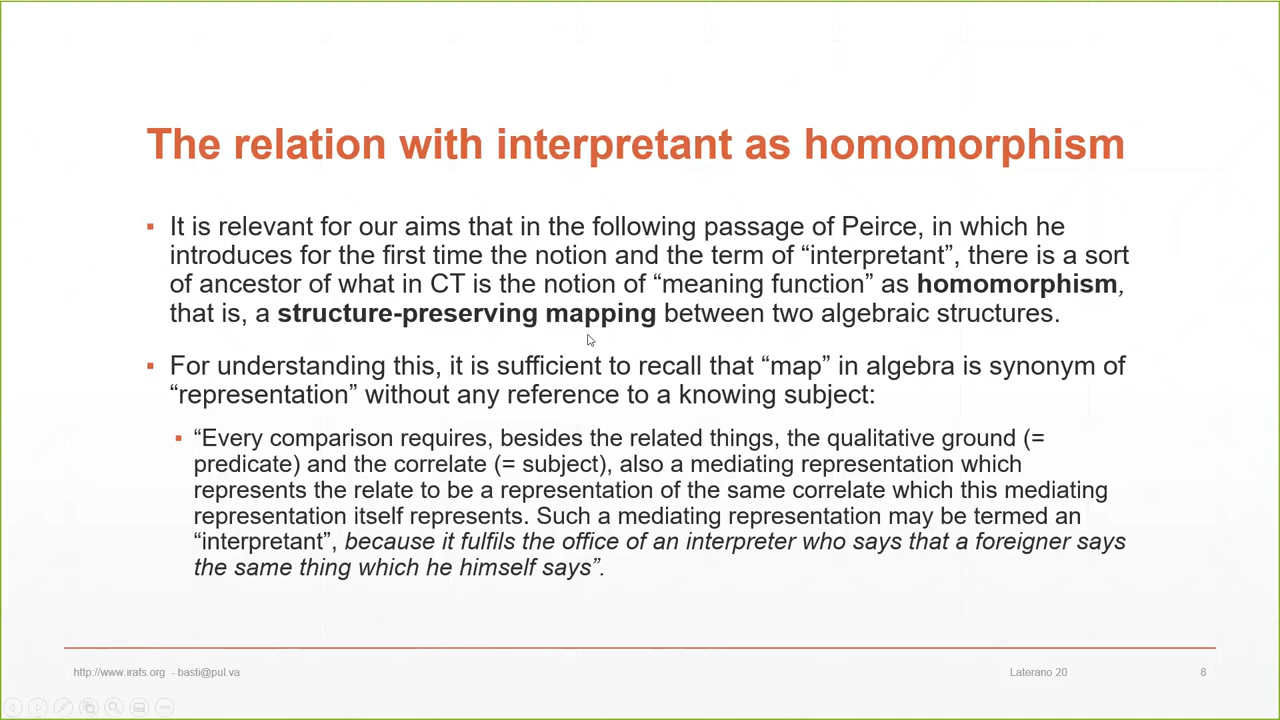 The relation with interpretant as homomorphism
▪ It is relevant for our aims that in the following passage of Peirce, in which he
introduces for the first time the notion and the term of “interpretant”, there is a sort
of ancestor of what in CT is the notion of “meaning function” as homomorphism,
that is, a structure-preserving mapping between two algebraic structures.
▪ For understanding this, it is sufficient to recall that “map” in algebra is synonym of
“representation” without any reference to a knowing subject:
▪ “Every comparison requires, besides the related things, the qualitative ground (=
predicate) and the correlate (= subject), also a mediating representation which
represents the relate to be a representation of the same correlate which this mediating
representation itself represents. Such a mediating representation may be termed an
“interpretant”, because it fulfils the office of an interpreter who says that a foreigner says
the same thing which he himself says”.
http://www.irafs.org - basti@pul.va
Laterano 20
8